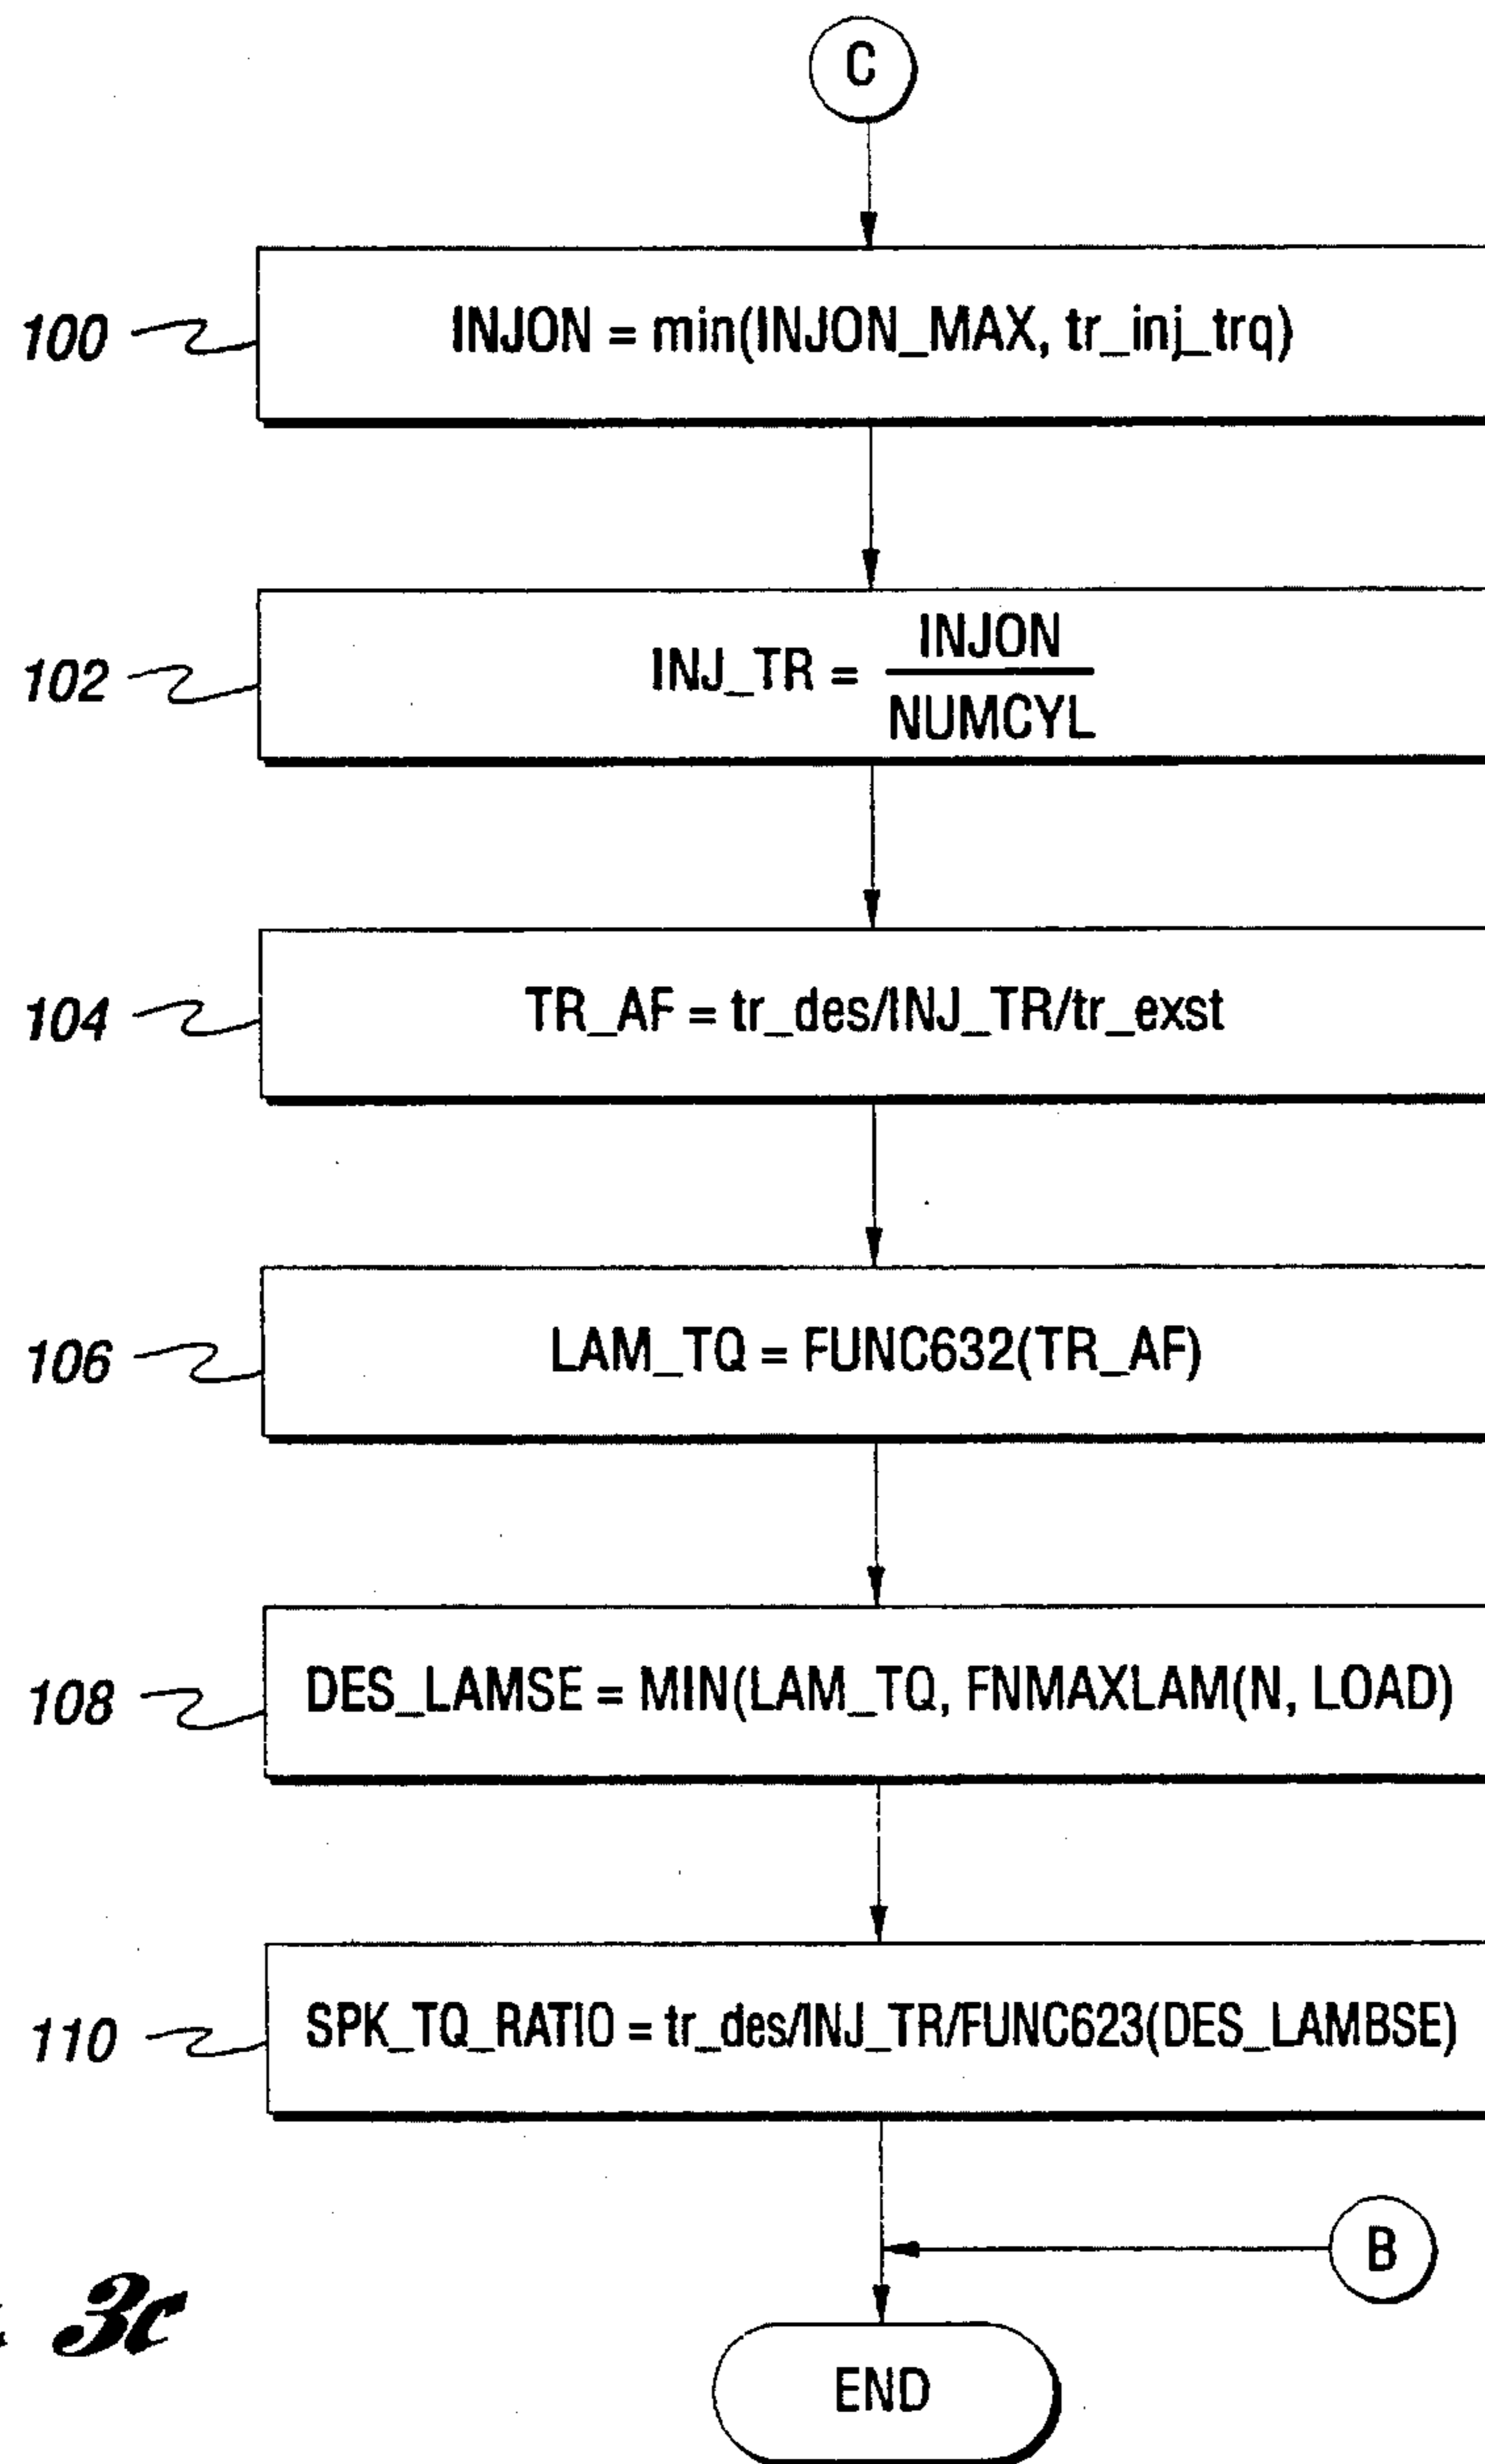 C
100 INJON = min(INJON_MAX, tr_inj_trq)
102 INJ_TR = INJON
NUMCYL
104 TR_AF = tr_des/INJ_TR/tr_exst
106 LAM_TQ = FUNC632(TR_AF)
108 DES_LAMSE = MIN(LAM_TQ, FNMAXLAM(N, LOAD)
110 SPK_TQ_RATIO = tr_des/INJ_TR/FUNC623(DES_LAMBSE)
B
3c
END